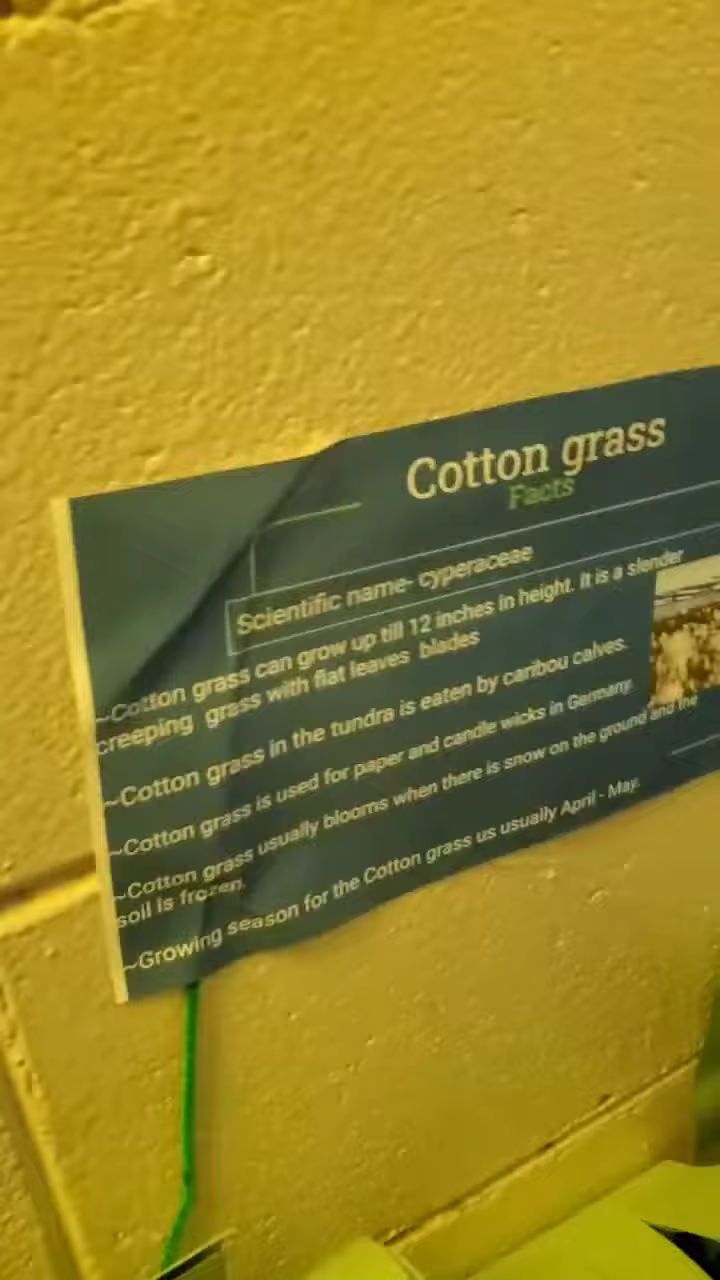 Cotton grass
Facts
Scientific name- cyperaceae
~Cotton grass can grow up till 12 inches in height. It is a slender
creeping grass with flat leaves blades
~Cotton grass in the tundra is eaten by caribou calves.
~Cotton grass is used for paper and candle wicks in Germany.
~Cotton grass usually blooms when there is snow on the ground and the
soil is frozen.
~Growing season for the Cotton grass us usually April - May.